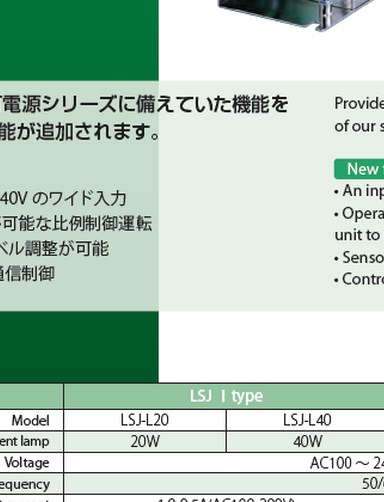 電源シリーズに備えていた機能を
能が追加されます。
40V のワイド入力
可能な比例制御運転
ベル調整が可能
通信制御
Provide
of our s
New
• An inp
• Opera
unit to
• Senso
• Contro
LSJ I type
Model LSJ-L20 LSJ-L40
ent lamp 20W 40W
Voltage AC100 ～ 24
equency 50/